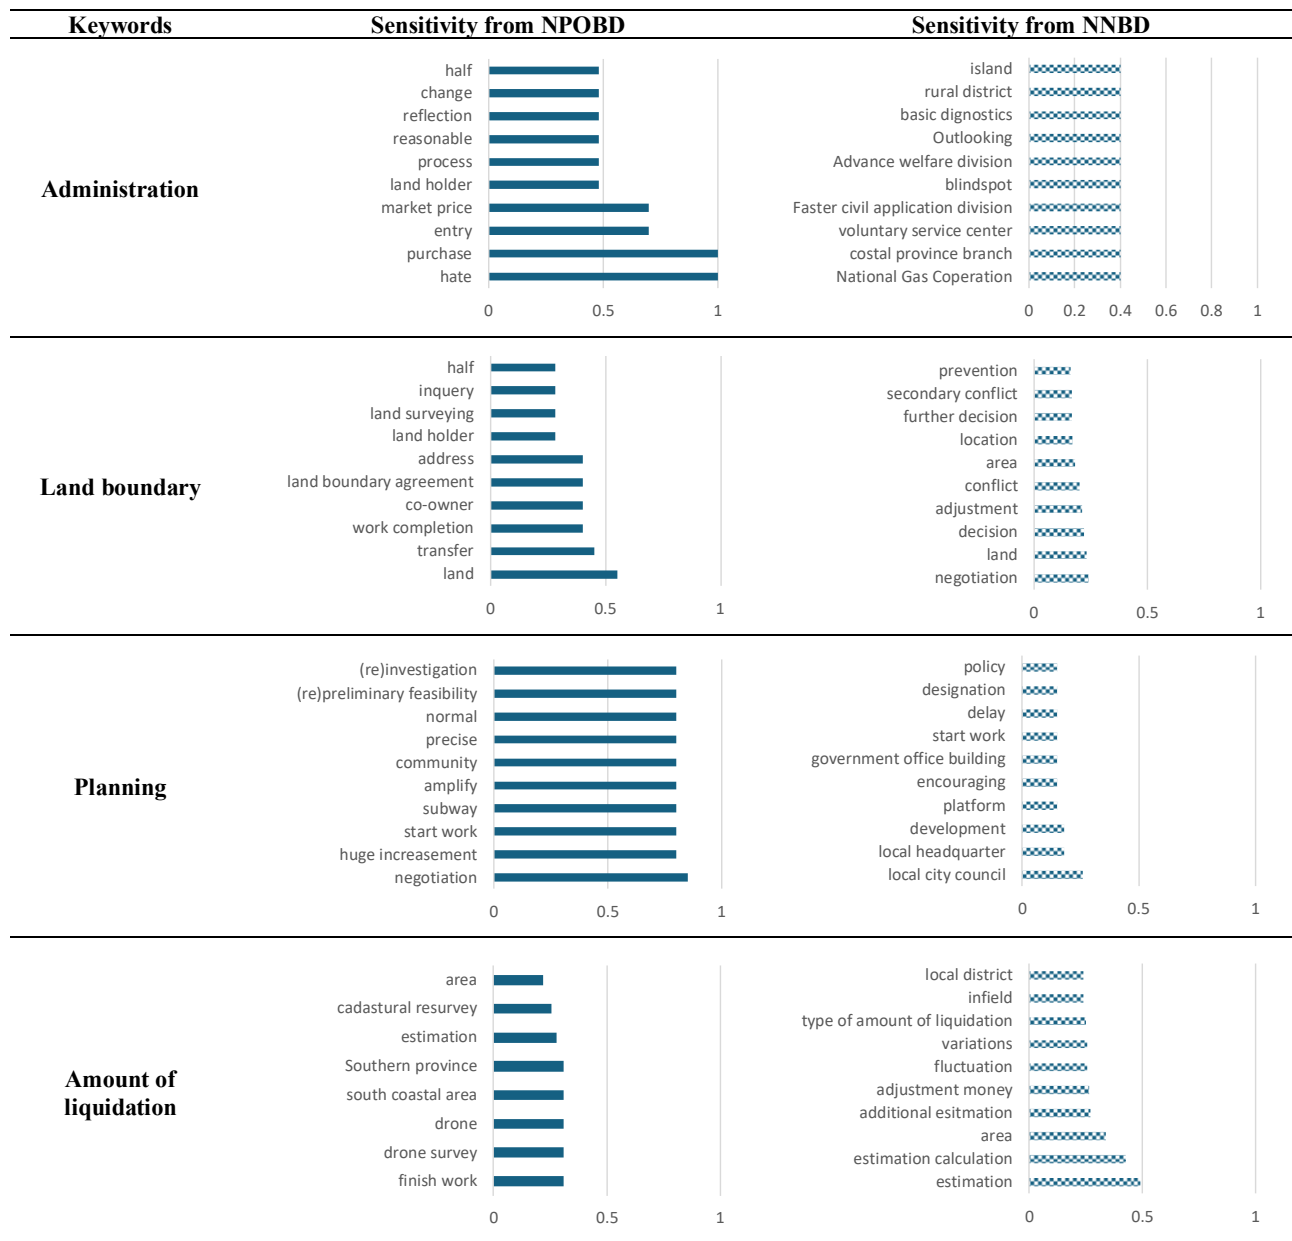 Keywords Sensitivity from NPOBD Sensitivity from NNBD
Administration
half
change
reflection
reasonable
process
land holder
market price
entry
purchase
hate
0 0.5 1
island
rural district
basic dignostics
Outlooking
Advance welfare division
blindspot
Faster civil application division
voluntary service center
costal province branch
National Gas Coperation
0 0.2 0.4 0.6 0.8 1
Land boundary
half
inquery
land surveying
land holder
address
land boundary agreement
co-owner
work completion
transfer
land
0 0.5 1
prevention
secondary conflict
further decision
location
area
conflict
adjustment
decision
land
negotiation
0 0.5 1
Planning
(re)investigation
(re)preliminary feasibility
normal
precise
community
amplify
subway
start work
huge increasement
negotiation
0 0.5 1
policy
designation
delay
start work
government office building
encouraging
platform
development
local headquarter
local city council
0 0.5 1
Amount of
liquidation
area
cadastural resurvey
estimation
Southern province
south coastal area
drone
drone survey
finish work
0 0.5 1
local district
infield
type of amount of liquidation
variations
fluctuation
adjustment money
additional esitmation
area
estimation calculation
estimation
0 0.5 1